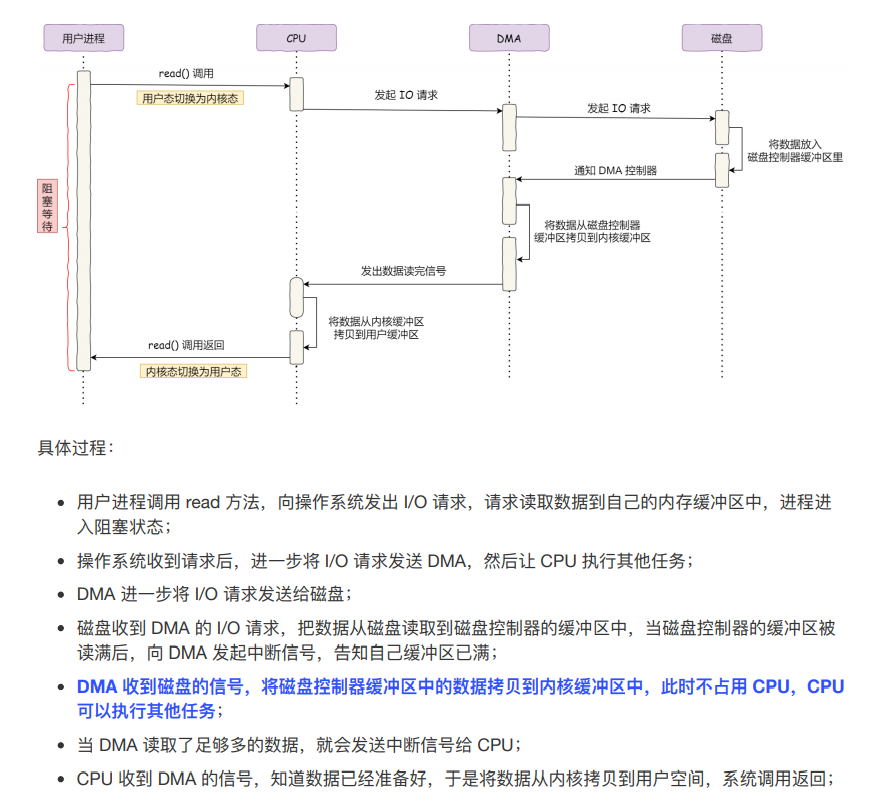 用户进程
CPU
DMA
磁盘
read() 调用
用户态切换为内核态
发起 IO 请求
发起 IO 请求
将数据放入
磁盘控制器缓冲区里
通知 DMA 控制器
阻塞等待
将数据从磁盘控制器
缓冲区拷贝到内核缓冲区
发出数据读完信号
将数据从内核缓冲区
拷贝到用户缓冲区
read() 调用返回
内核态切换为用户态
具体过程：
用户进程调用 read 方法，向操作系统发出 I/O 请求，请求读取数据到自己的内存缓冲区中，进程进
入阻塞状态；
操作系统收到请求后，进一步将 I/O 请求发送 DMA，然后让 CPU 执行其他任务；
DMA 进一步将 I/O 请求发送给磁盘；
磁盘收到 DMA 的 I/O 请求，把数据从磁盘读取到磁盘控制器的缓冲区中，当磁盘控制器的缓冲区被
读满后，向 DMA 发起中断信号，告知自己缓冲区已满；
DMA 收到磁盘的信号，将磁盘控制器缓冲区中的数据拷贝到内核缓冲区中，此时不占用 CPU，CPU
可以执行其他任务；
当 DMA 读取了足够多的数据，就会发送中断信号给 CPU；
CPU 收到 DMA 的信号，知道数据已经准备好，于是将数据从内核拷贝到用户空间，系统调用返回；